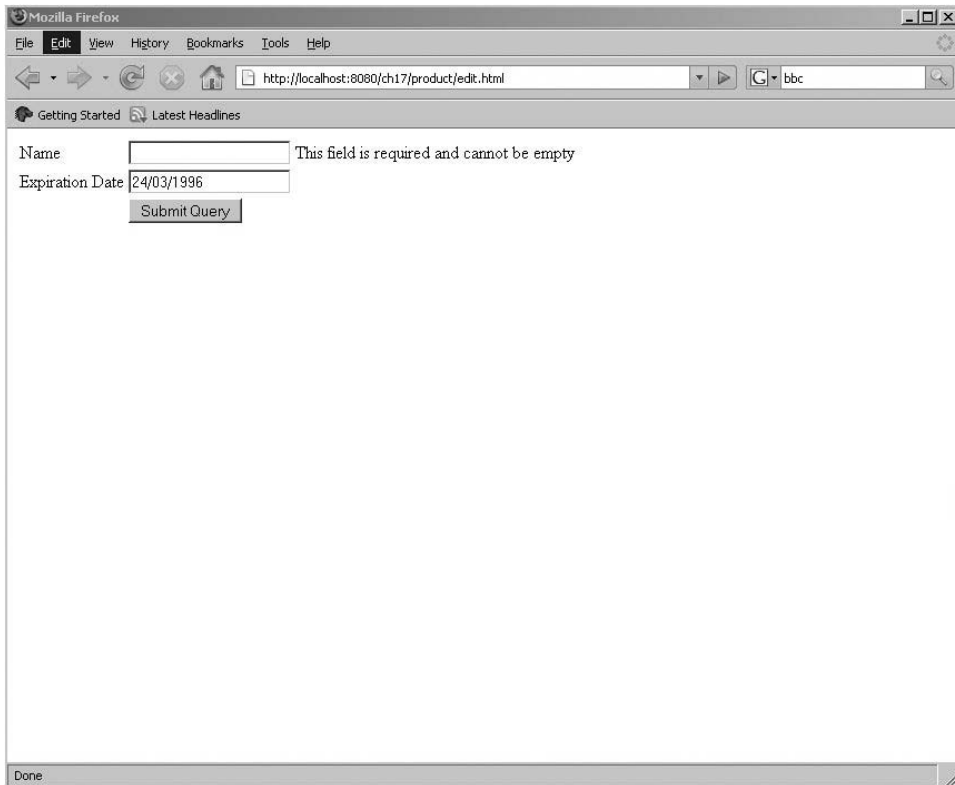 Mozilla Firefox
File Edit View History Bookmarks Tools Help
http://localhost:8080/ch17/product/edit.html G bbc
Getting Started Latest Headlines
Name This field is required and cannot be empty
Expiration Date 24/03/1996
Submit Query
Done